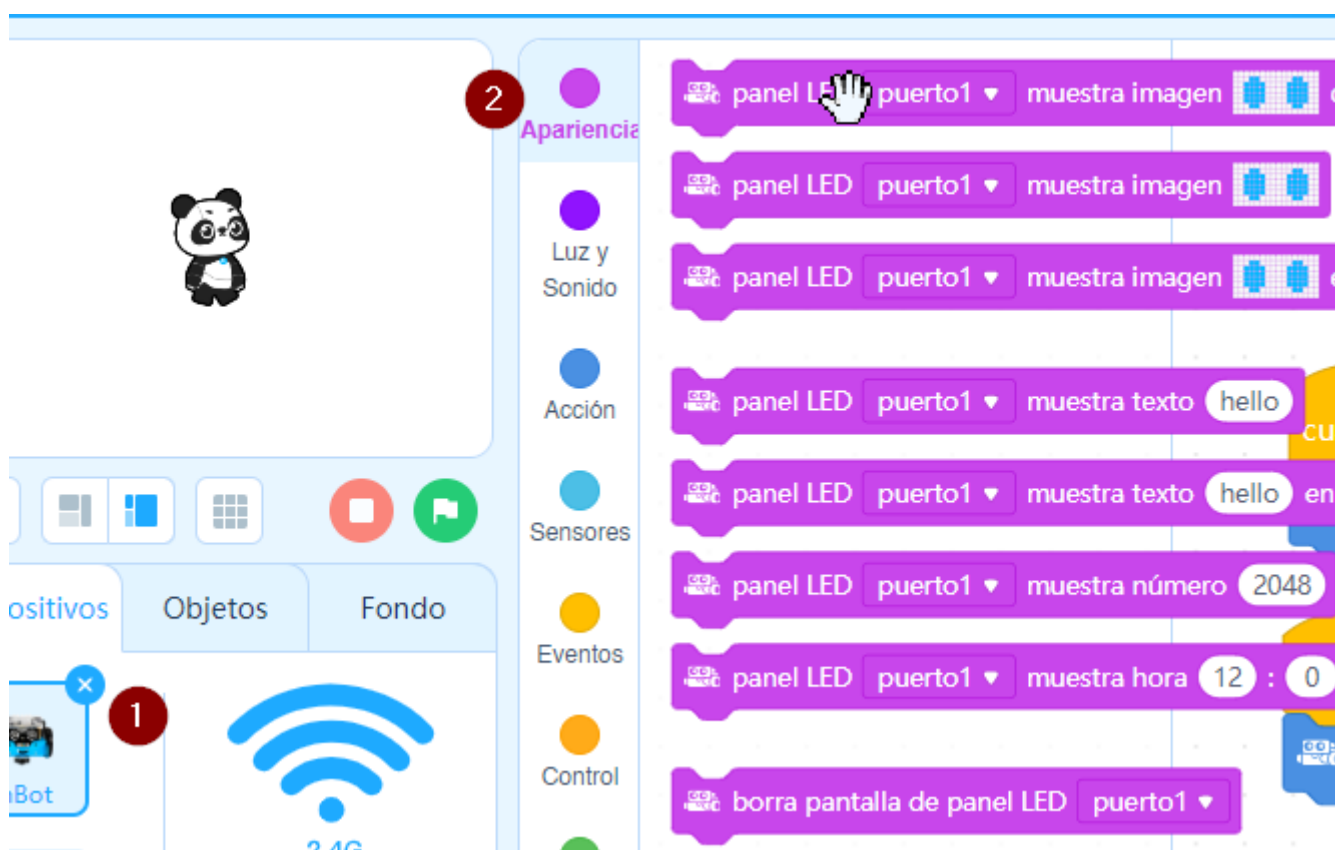 2
Apariencia
Luz y
Sonido
Acción
Sensores
Eventos
Control
panel LED puerto1 muestra imagen
panel LED puerto1 muestra imagen
panel LED puerto1 muestra imagen
panel LED puerto1 muestra texto hello
panel LED puerto1 muestra texto hello en
panel LED puerto1 muestra número 2048
panel LED puerto1 muestra hora 12 : 0
borra pantalla de panel LED puerto1
cu
ositivos
Objetos
Fondo
1
Bot
2.4G